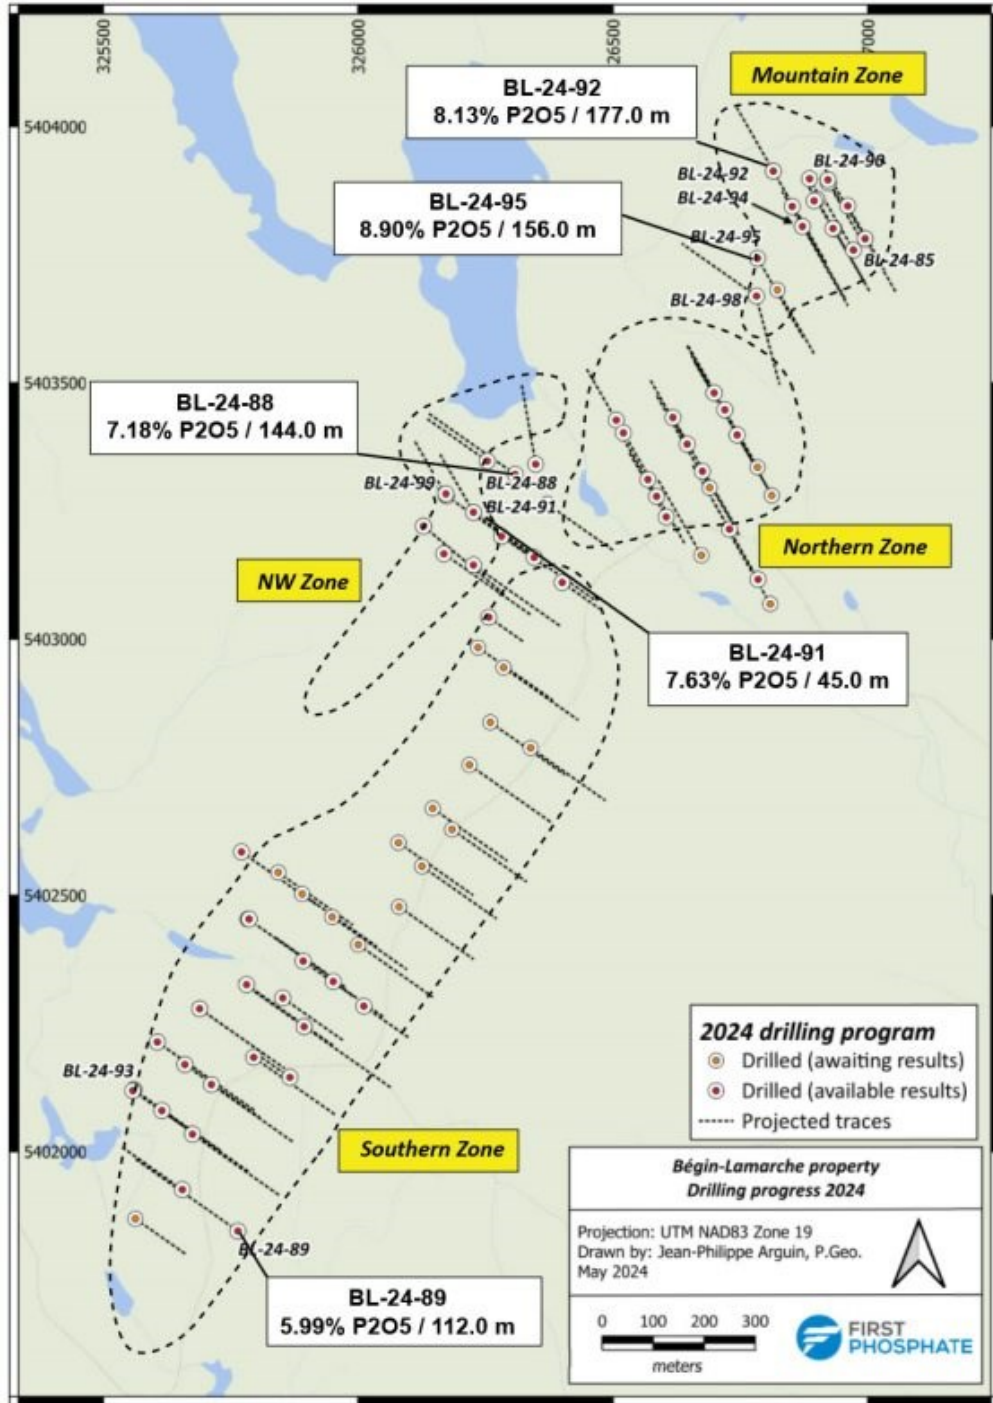 325500
326000
326500
7000
Mountain Zone
BL-24-92
8.13% P2O5 / 177.0 m
5404000
BL-24-90
BL-24-92
BL-24-94
BL-24-95
8.90% P2O5 / 156.0 m
BL-24-95
BL-24-85
BL-24-98
5403500
BL-24-88
7.18% P2O5 / 144.0 m
BL-24-99
BL-24-88
BL-24-91
Northern Zone
NW Zone
5403000
BL-24-91
7.63% P2O5 / 45.0 m
5402500
2024 drilling program
Drilled (awaiting results)
Drilled (available results)
Projected traces
BL-24-93
5402000
Southern Zone
Bégin-Lamarche property
Drilling progress 2024
Projection: UTM NAD83 Zone 19
Drawn by: Jean-Philippe Arguin, P.Geo.
May 2024
BL-24-89
BL-24-89
5.99% P2O5 / 112.0 m
0 100 200 300
meters
FIRST
PHOSPHATE